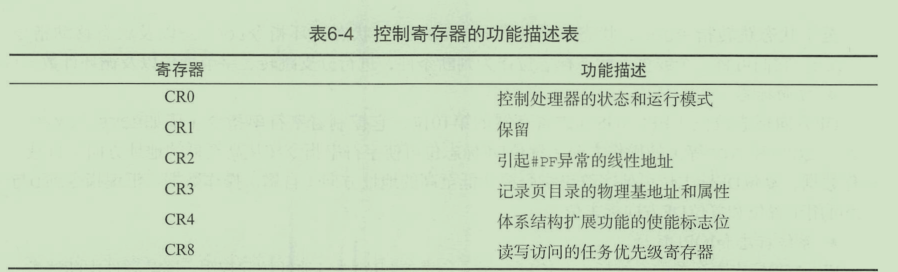 表6-4 控制寄存器的功能描述表
寄存器 功能描述
CR0 控制处理器的状态和运行模式
CR1 保留
CR2 引起#PF异常的线性地址
CR3 记录页目录的物理基地址和属性
CR4 体系结构扩展功能的使能标志位
CR8 读写访问的任务优先级寄存器